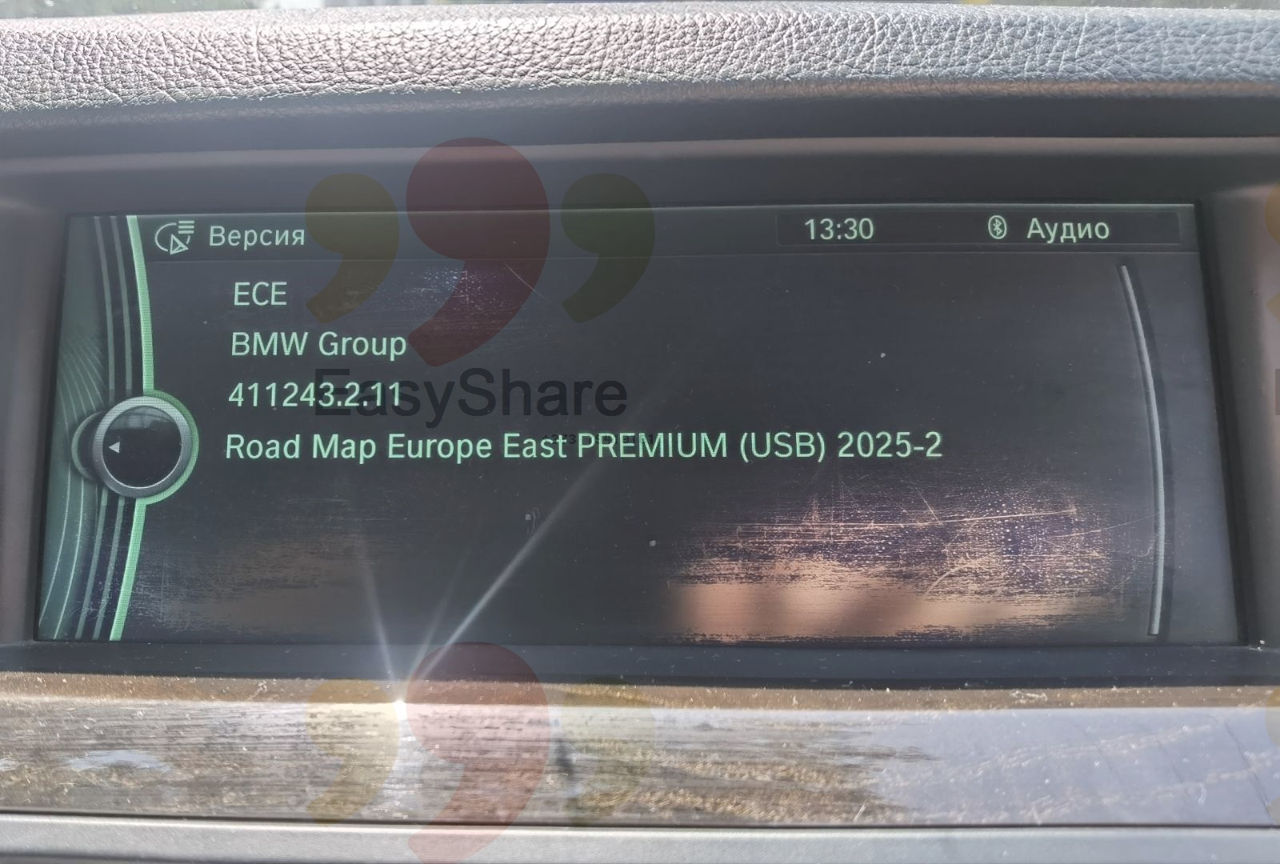 Версия
13:30
Аудио
ECE
BMW Group
411243.2.11
EasyShare
Road Map Europe East PREMIUM (USB) 2025-2